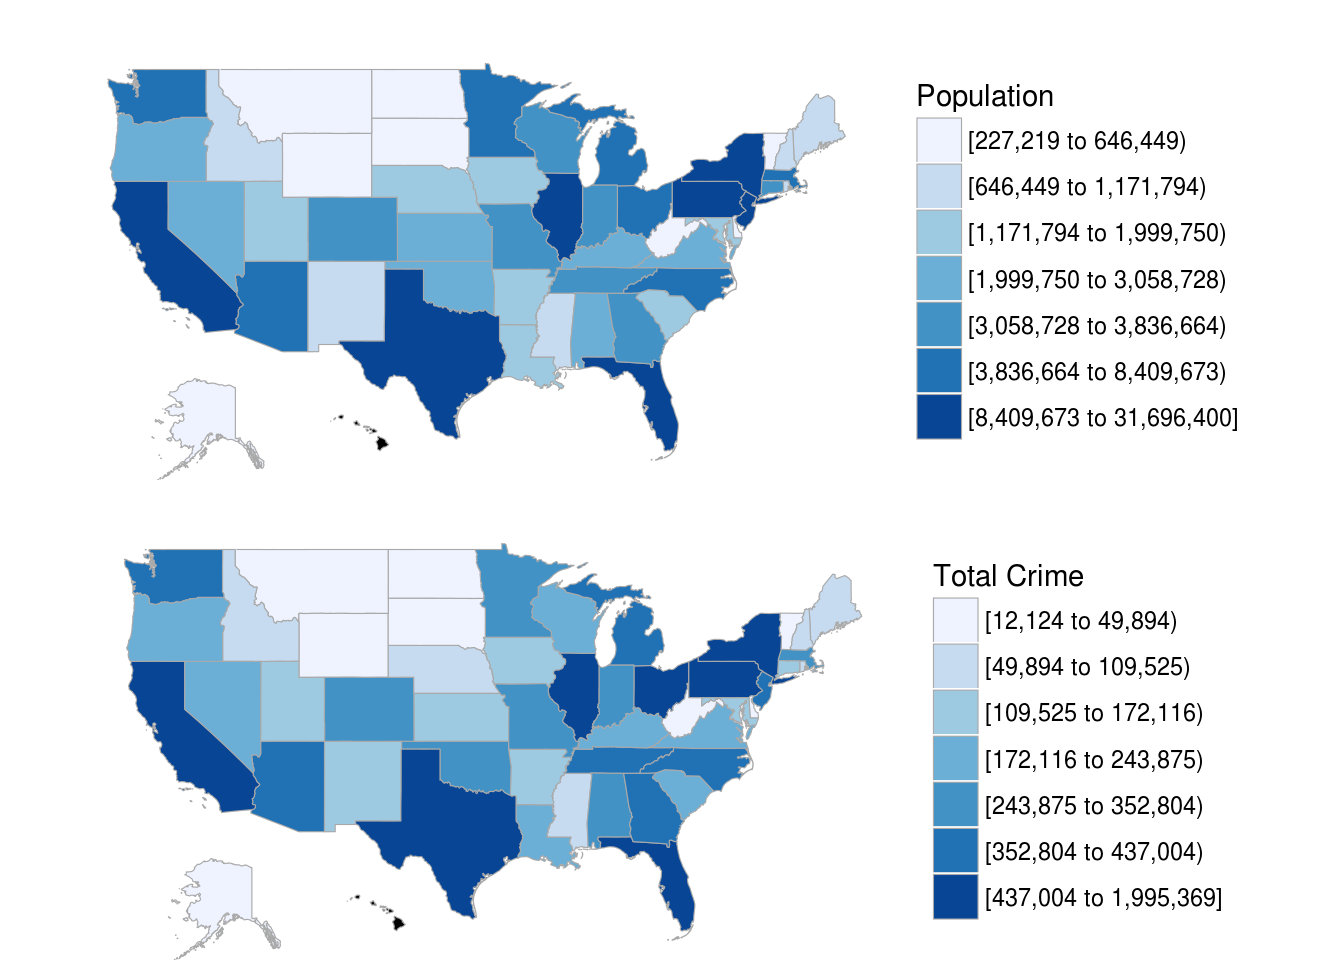 Population
[227,219 to 646,449)
[646,449 to 1,171,794)
[1,171,794 to 1,999,750)
[1,999,750 to 3,058,728)
[3,058,728 to 3,836,664)
[3,836,664 to 8,409,673)
[8,409,673 to 31,696,400]
Total Crime
[12,124 to 49,894)
[49,894 to 109,525)
[109,525 to 172,116)
[172,116 to 243,875)
[243,875 to 352,804)
[352,804 to 437,004)
[437,004 to 1,995,369]